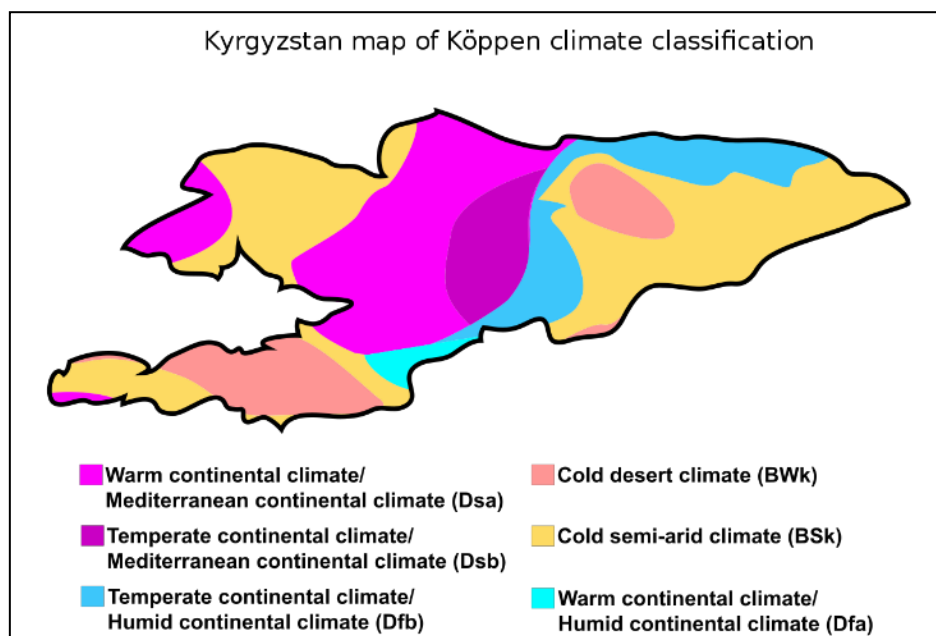 Kyrgyzstan map of Köppen climate classification
Warm continental climate/
Mediterranean continental climate (Dsa)
Temperate continental climate/
Mediterranean continental climate (Dsb)
Temperate continental climate/
Humid continental climate (Dfb)
Cold desert climate (BWk)
Cold semi-arid climate (BSk)
Warm continental climate/
Humid continental climate (Dfa)